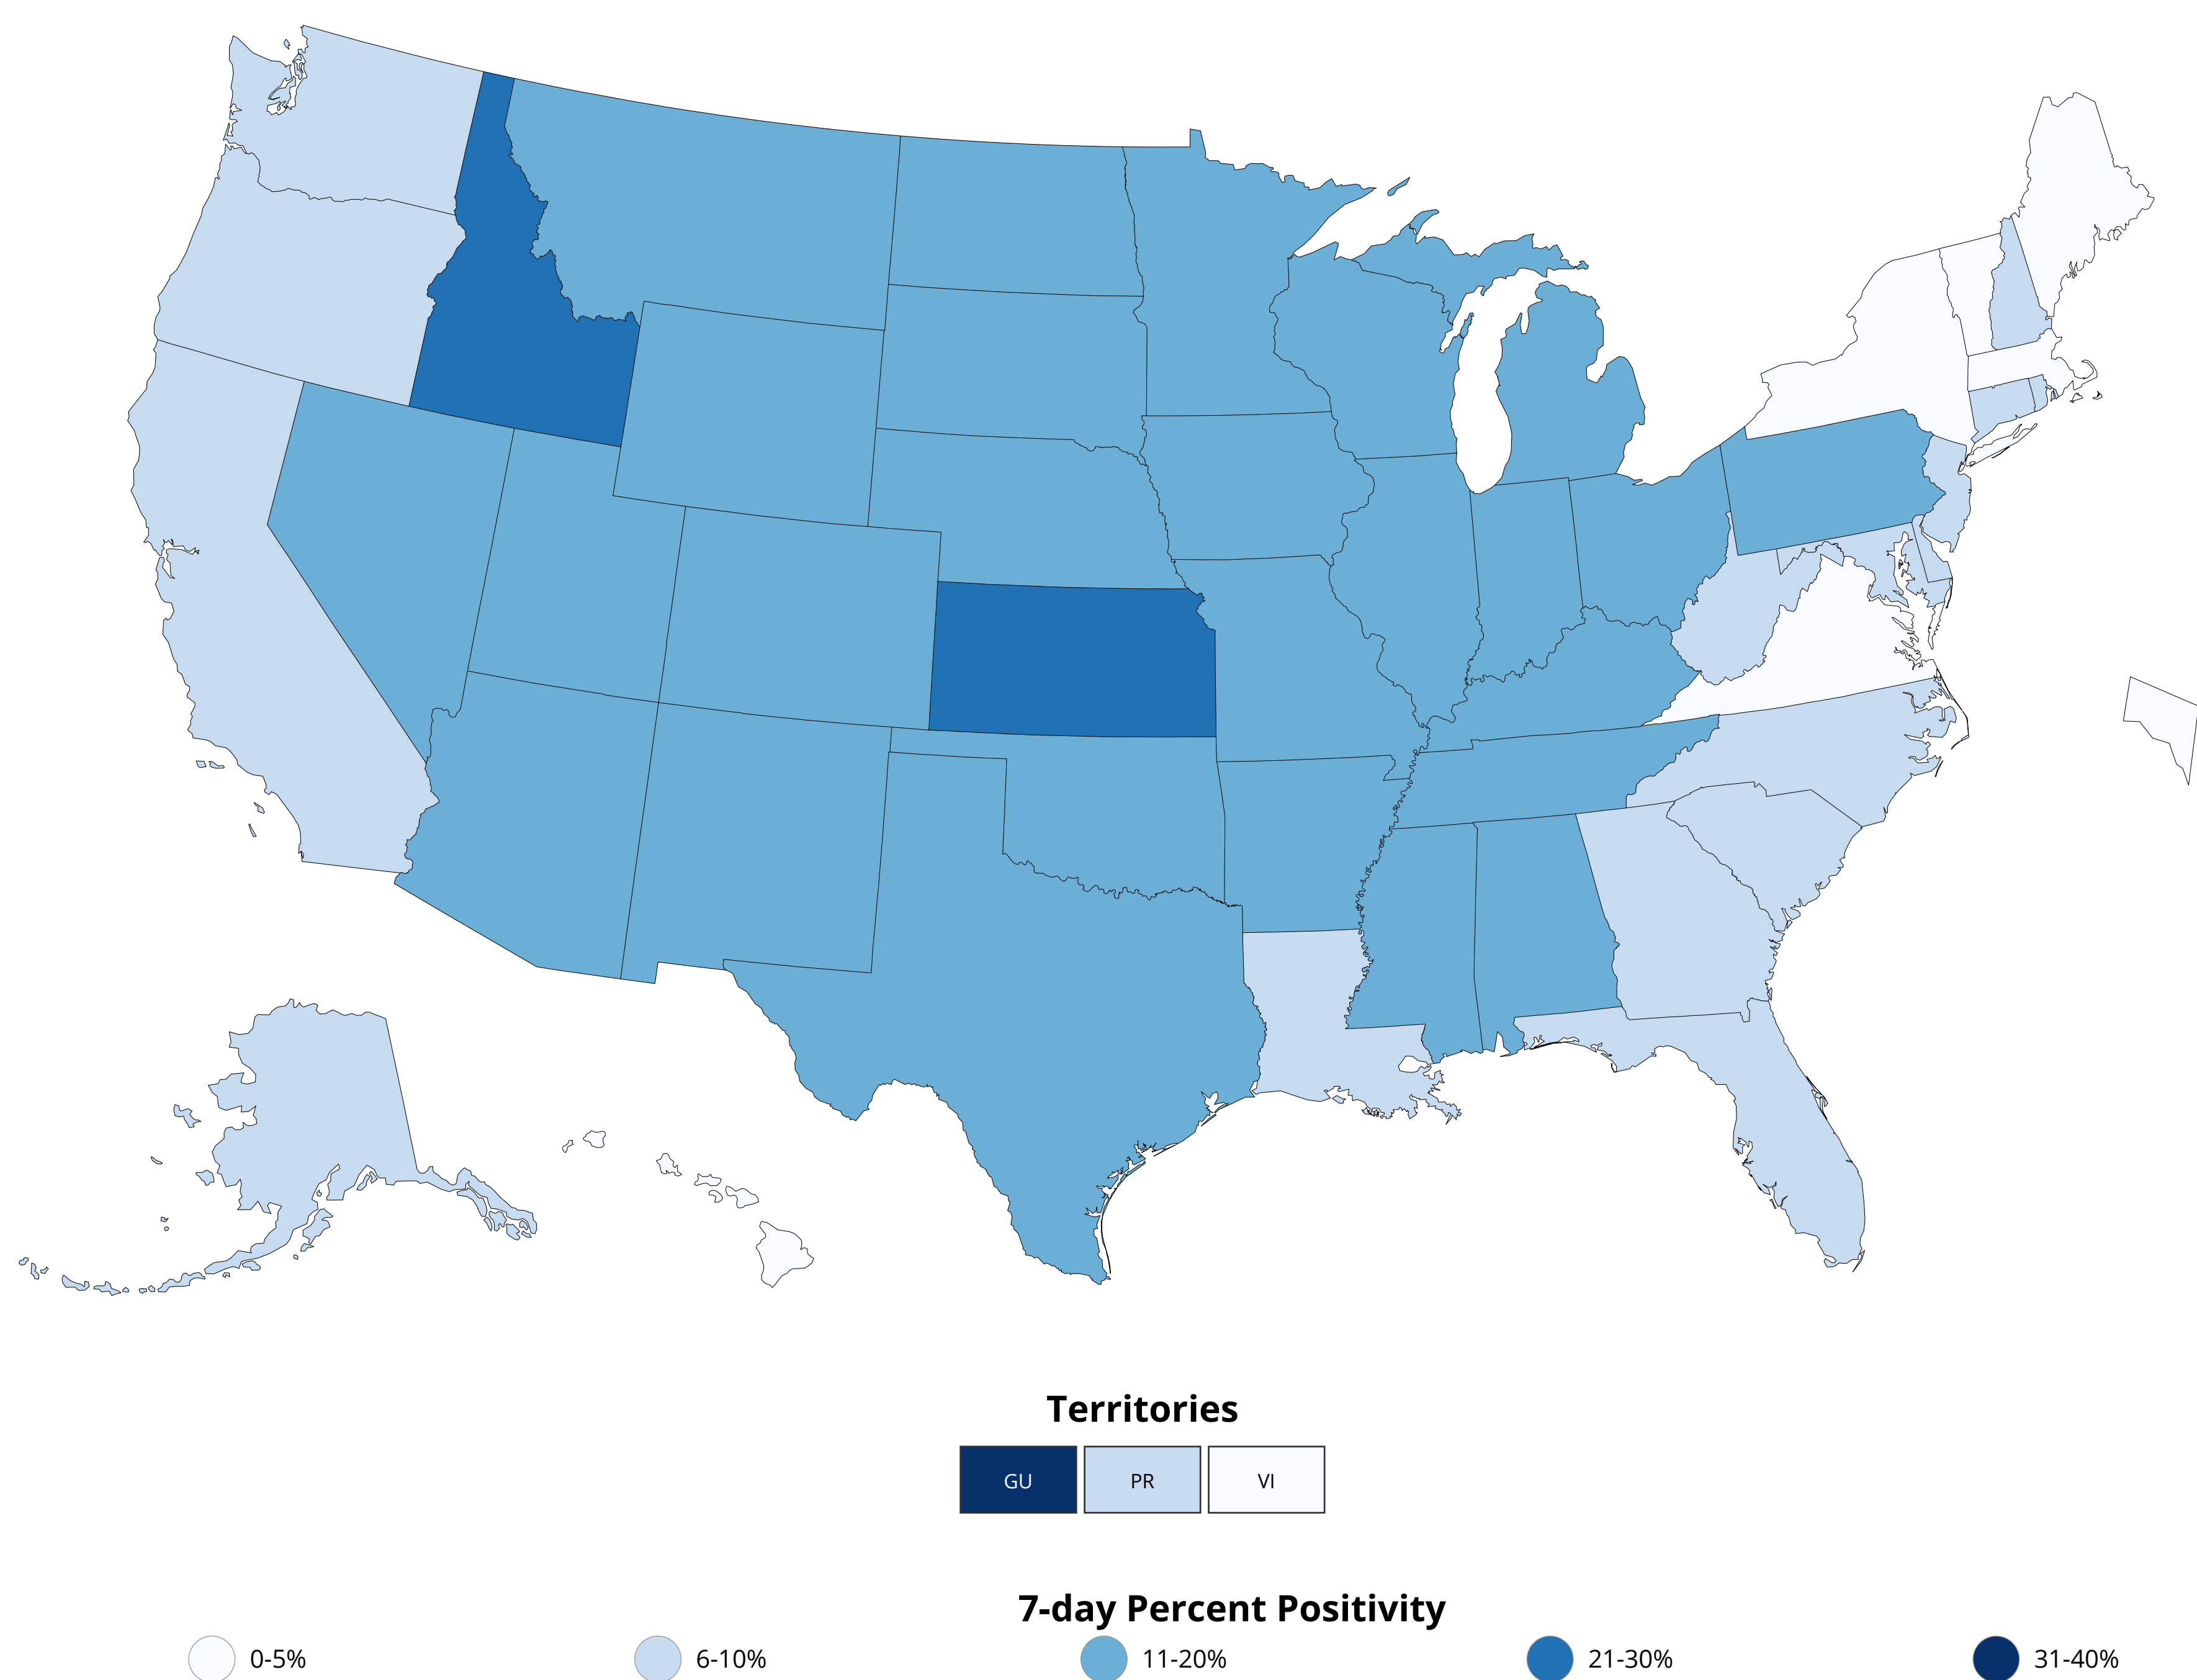 Territories
GU PR VI
7-day Percent Positivity
0-5% 6-10% 11-20% 21-30% 31-40%